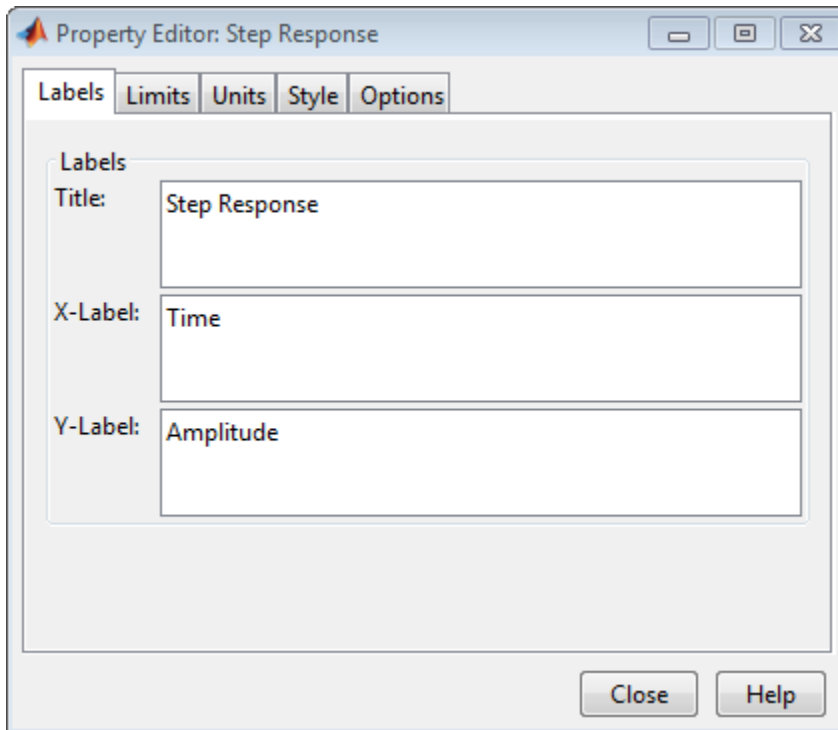 Property Editor: Step Response
Labels Limits Units Style Options
Labels
Title: Step Response
X-Label: Time
Y-Label: Amplitude
Close Help